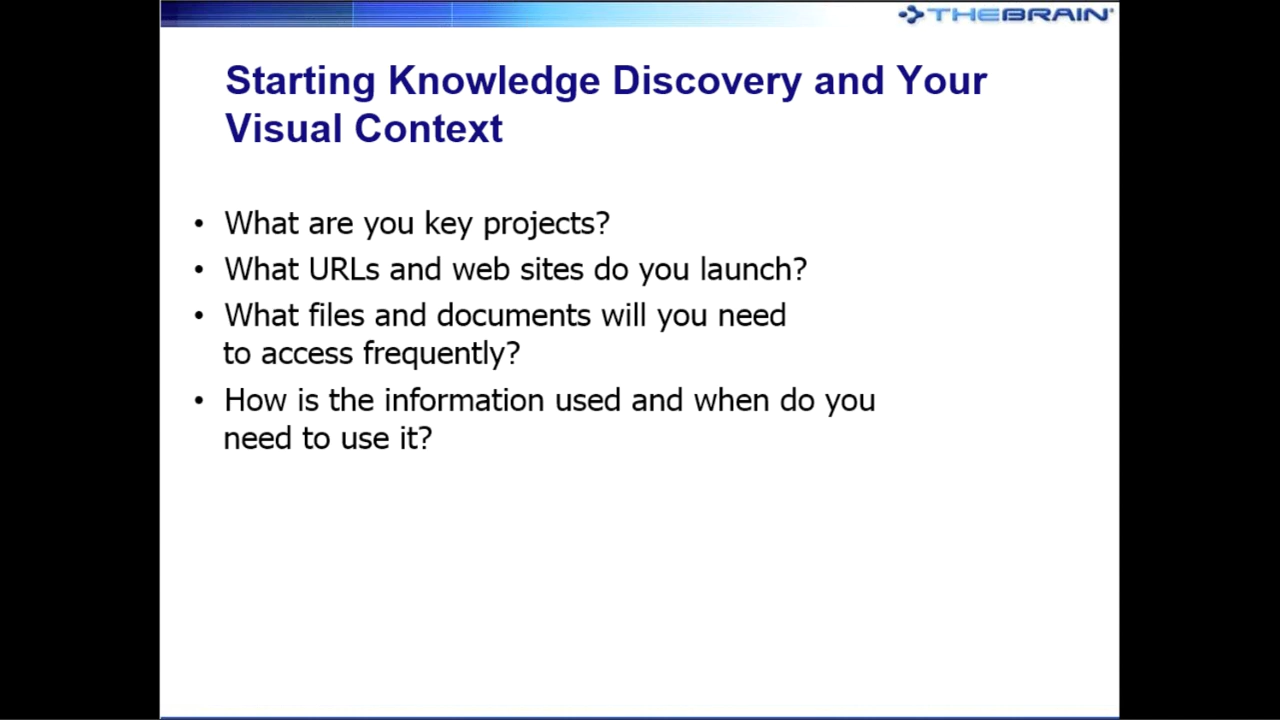 THEBRAIN
Starting Knowledge Discovery and Your
Visual Context
• What are you key projects?
• What URLs and web sites do you launch?
• What files and documents will you need
to access frequently?
• How is the information used and when do you
need to use it?